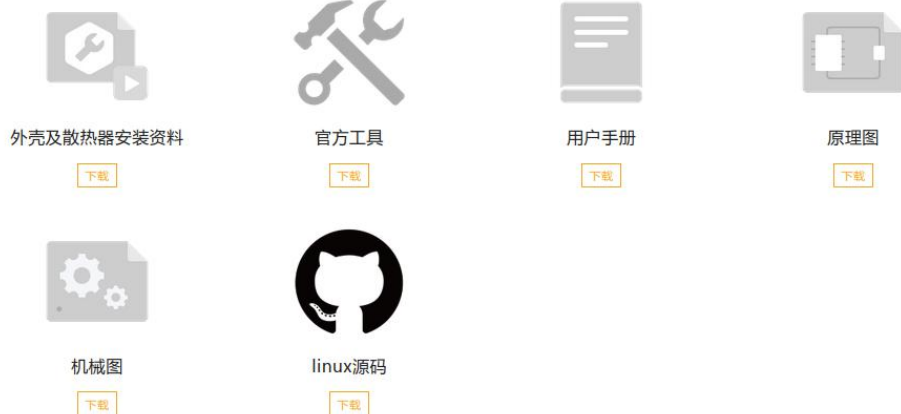 外壳及散热器安装资料
下载
官方工具
下载
用户手册
下载
原理图
下载
机械图
下载
linux源码
下载